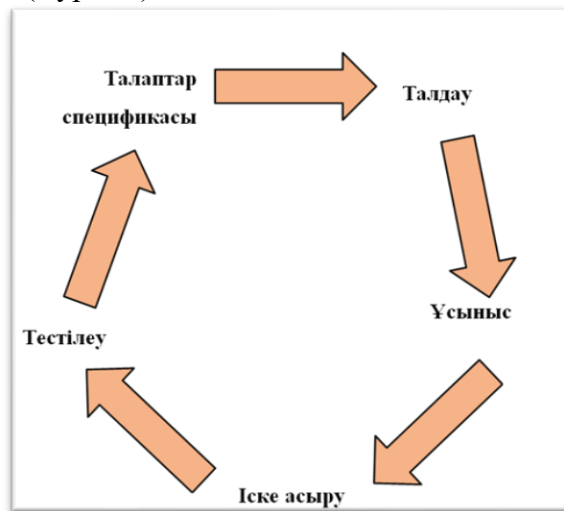 Талаптар
спецификасы
Талдау
Ұсыныс
Іске асыру
Тестілеу